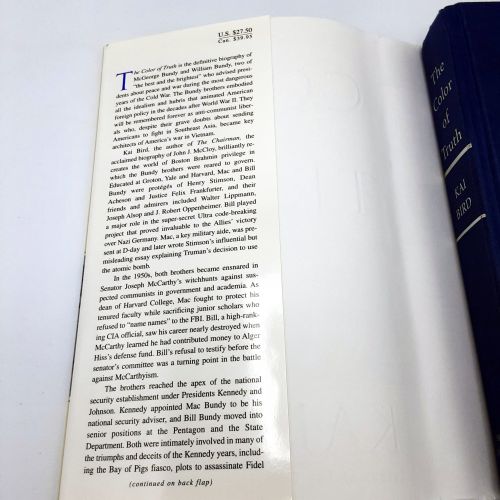 U.S. $27.50
Can. $39.95
The Color of Truth is the definitive biography of
McGeorge Bundy and William Bundy, two of
"the best and the brightest" who advised presi-
dents about peace and war during the most dangerous
years of the Cold War. The Bundy brothers embodied
all the idealism and hubris that animated American
foreign policy in the decades after World War II. They
will be remembered forever as anti-communist liber-
als who, despite their grave doubts about sending
Americans to fight in Southeast Asia, became key
architects of America's war in Vietnam.
Kai Bird, the author of The Chairman, the
acclaimed biography of John J. McCloy, brilliantly re-
creates the world of Boston Brahmin privilege in
which the Bundy brothers were reared to govern.
Educated at Groton, Yale and Harvard, Mac and Bill
Bundy were protégés of Henry Stimson, Dean
Acheson and Justice Felix Frankfurter, and their
friends and admirers included Walter Lippmann,
Joseph Alsop and J. Robert Oppenheimer. Bill played
a major role in the super-secret Ultra code-breaking
project that proved invaluable to the Allies' victory
over Nazi Germany. Mac, a key military aide, was pre-
sent at D-day and later wrote Stimson's influential but
misleading essay explaining Truman's decision to use
the atomic bomb.
In the 1950s, both brothers became ensnared in
Senator Joseph McCarthy's witchhunts against sus-
pected communists in government and academia. As
dean of Harvard College, Mac fought to protect his
tenured faculty while sacrificing junior scholars who
refused to "name names" to the FBI. Bill, a high-rank-
ing CIA official, saw his career nearly destroyed when
McCarthy learned he had contributed money to Alger
Hiss's defense fund. Bill's refusal to testify before the
senator's committee was a turning point in the battle
against McCarthyism.
The brothers reached the apex of the national
security establishment under Presidents Kennedy and
Johnson. Kennedy appointed Mac Bundy to be his
national security adviser, and Bill Bundy moved into
senior positions at the Pentagon and the State
Department. Both were intimately involved in many of
the triumphs and deceits of the Kennedy years, includ-
ing the Bay of Pigs fiasco, plots to assassinate Fidel
(continued on back flap)
The
Color
of
Truth
KAI
BIRD